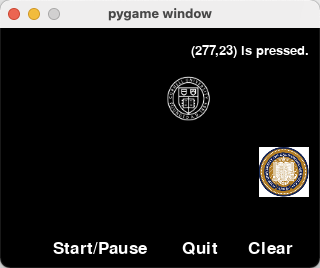 pygame window
(277,23) is pressed.
Start/Pause Quit Clear